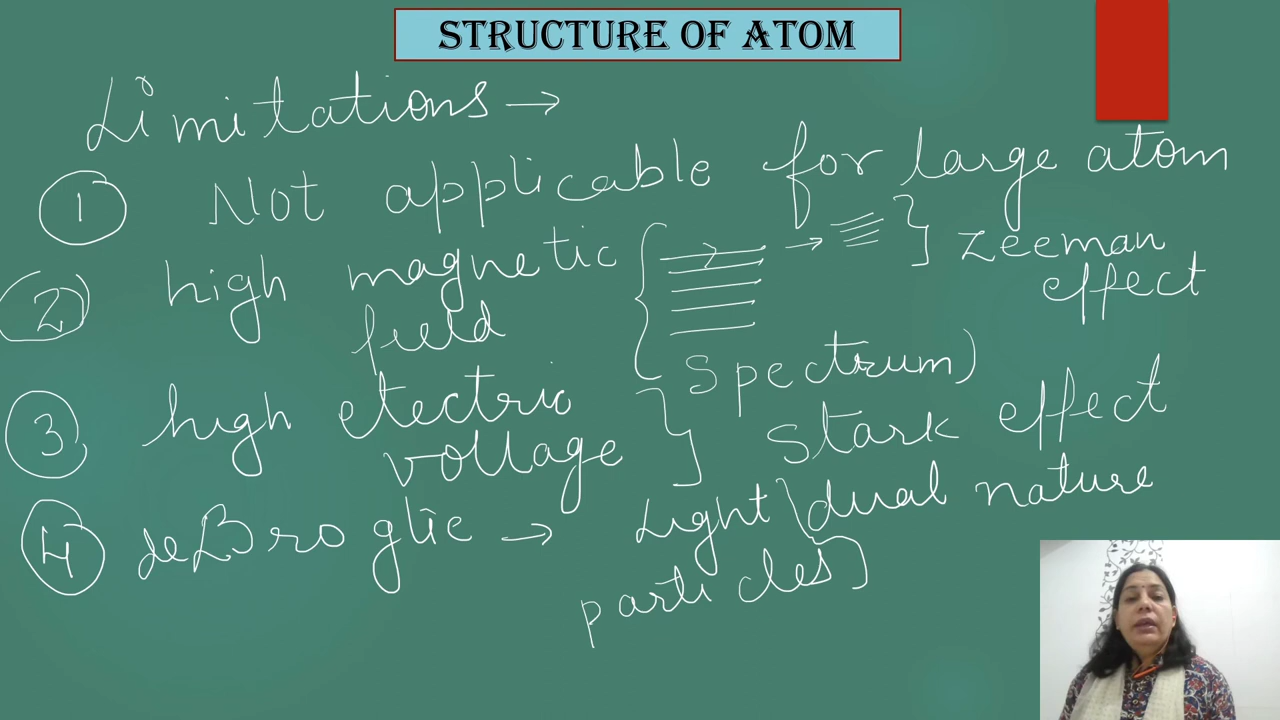 STRUCTURE OF ATOM
Limitations →
1 Not applicable for large atom
2 high magnetic field { → } Zeeman effect
spectrum)
3 high electric voltage } Stark effect
4 deBroglie → Light dual nature
particles